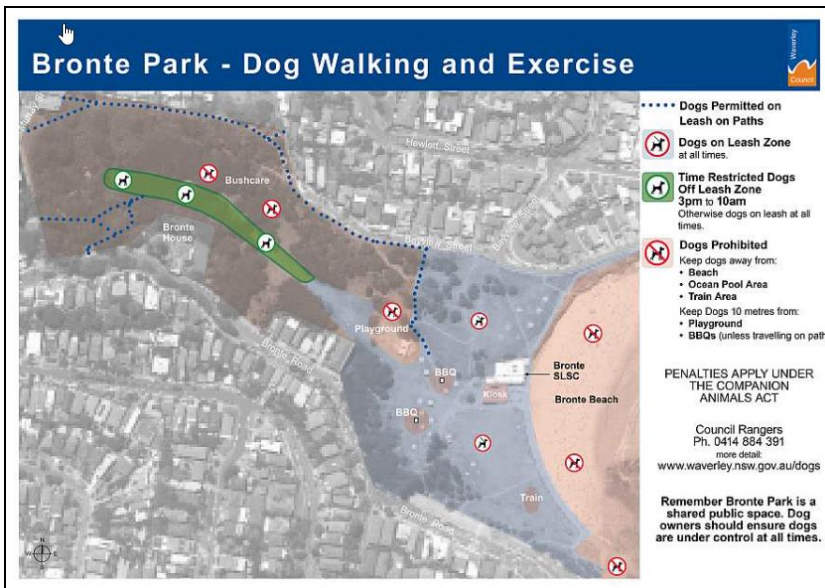 Bronte Park - Dog Walking and Exercise
Waverley
Council
Murray St
Hewlett Street
Bushcare
Bronte
House
Bayview Street
Playground
Bronte Road
BBQ
BBQ
Bronte
SLSC
Kiosk
Bronte Beach
Train
Bronte Road
N
W
E
S
Dogs Permitted on
Leash on Paths
Dogs on Leash Zone
at all times.
Time Restricted Dogs
Off Leash Zone
3pm to 10am
Otherwise dogs on leash at all
times.
Dogs Prohibited
Keep dogs away from:
• Beach
• Ocean Pool Area
• Train Area
Keep Dogs 10 metres from:
• Playground
• BBQs (unless travelling on path
PENALTIES APPLY UNDER
THE COMPANION
ANIMALS ACT
Council Rangers
Ph. 0414 884 391
more detail:
www.waverley.nsw.gov.au/dogs
Remember Bronte Park is a
shared public space. Dog
owners should ensure dogs
are under control at all times.